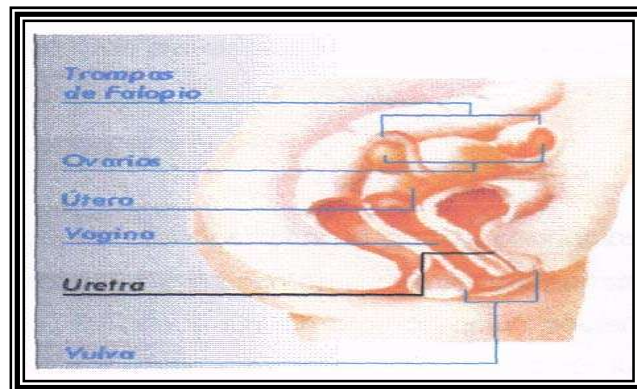 Trompas
de Falopio
Ovarios
Útero
Vagina
Uretra
Vulva